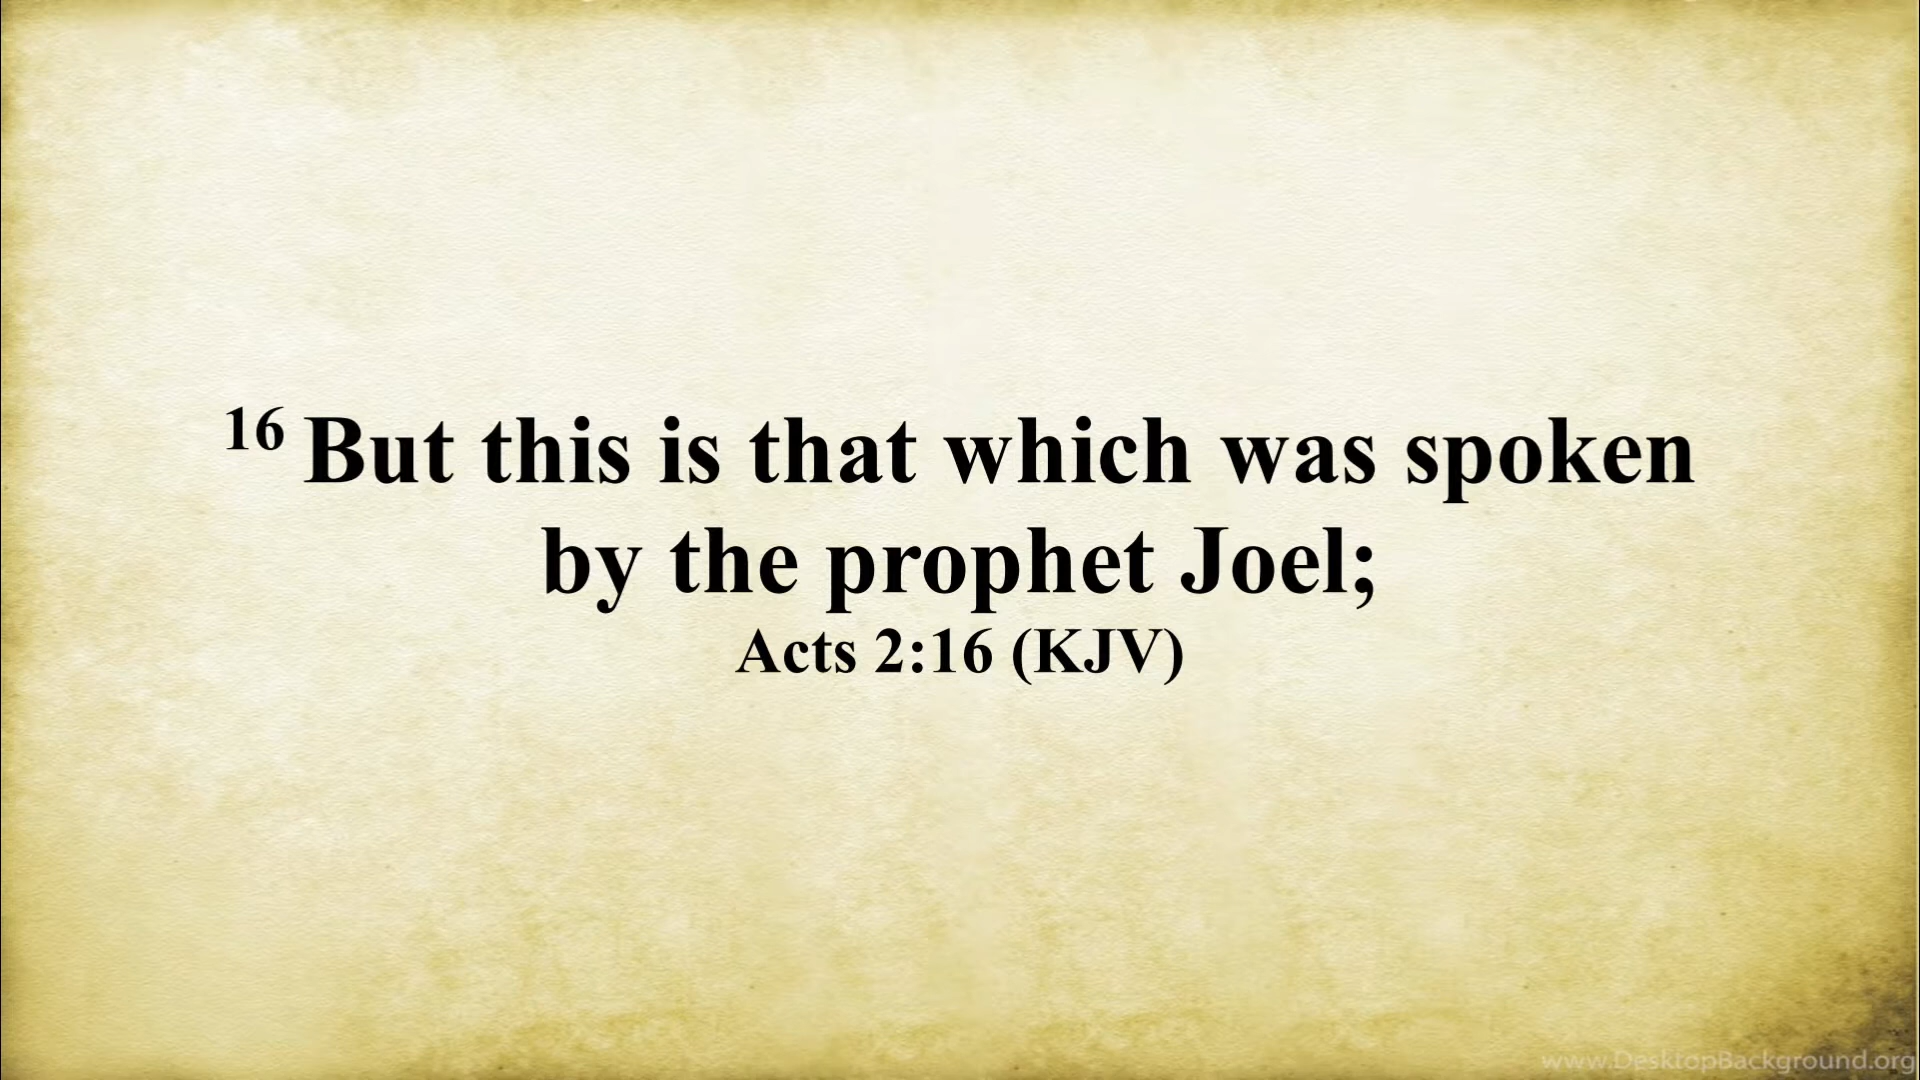 16 But this is that which was spoken
by the prophet Joel;
Acts 2:16 (KJV)
www.DesktopBackground.org